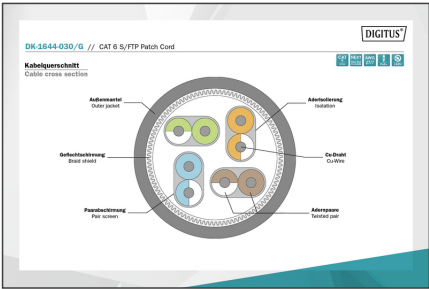 DIGITUS®
DK-1644-030/G // CAT 6 S/FTP Patch Cord
Kabelquerschnitt
Cable cross section
Außenmantel
Outer jacket
Aderisolierung
Isolation
Geflechtschirmung
Braid shield
Cu-Draht
Cu-Wire
Paarabschirmung
Pair screen
Adernpaare
Twisted pair